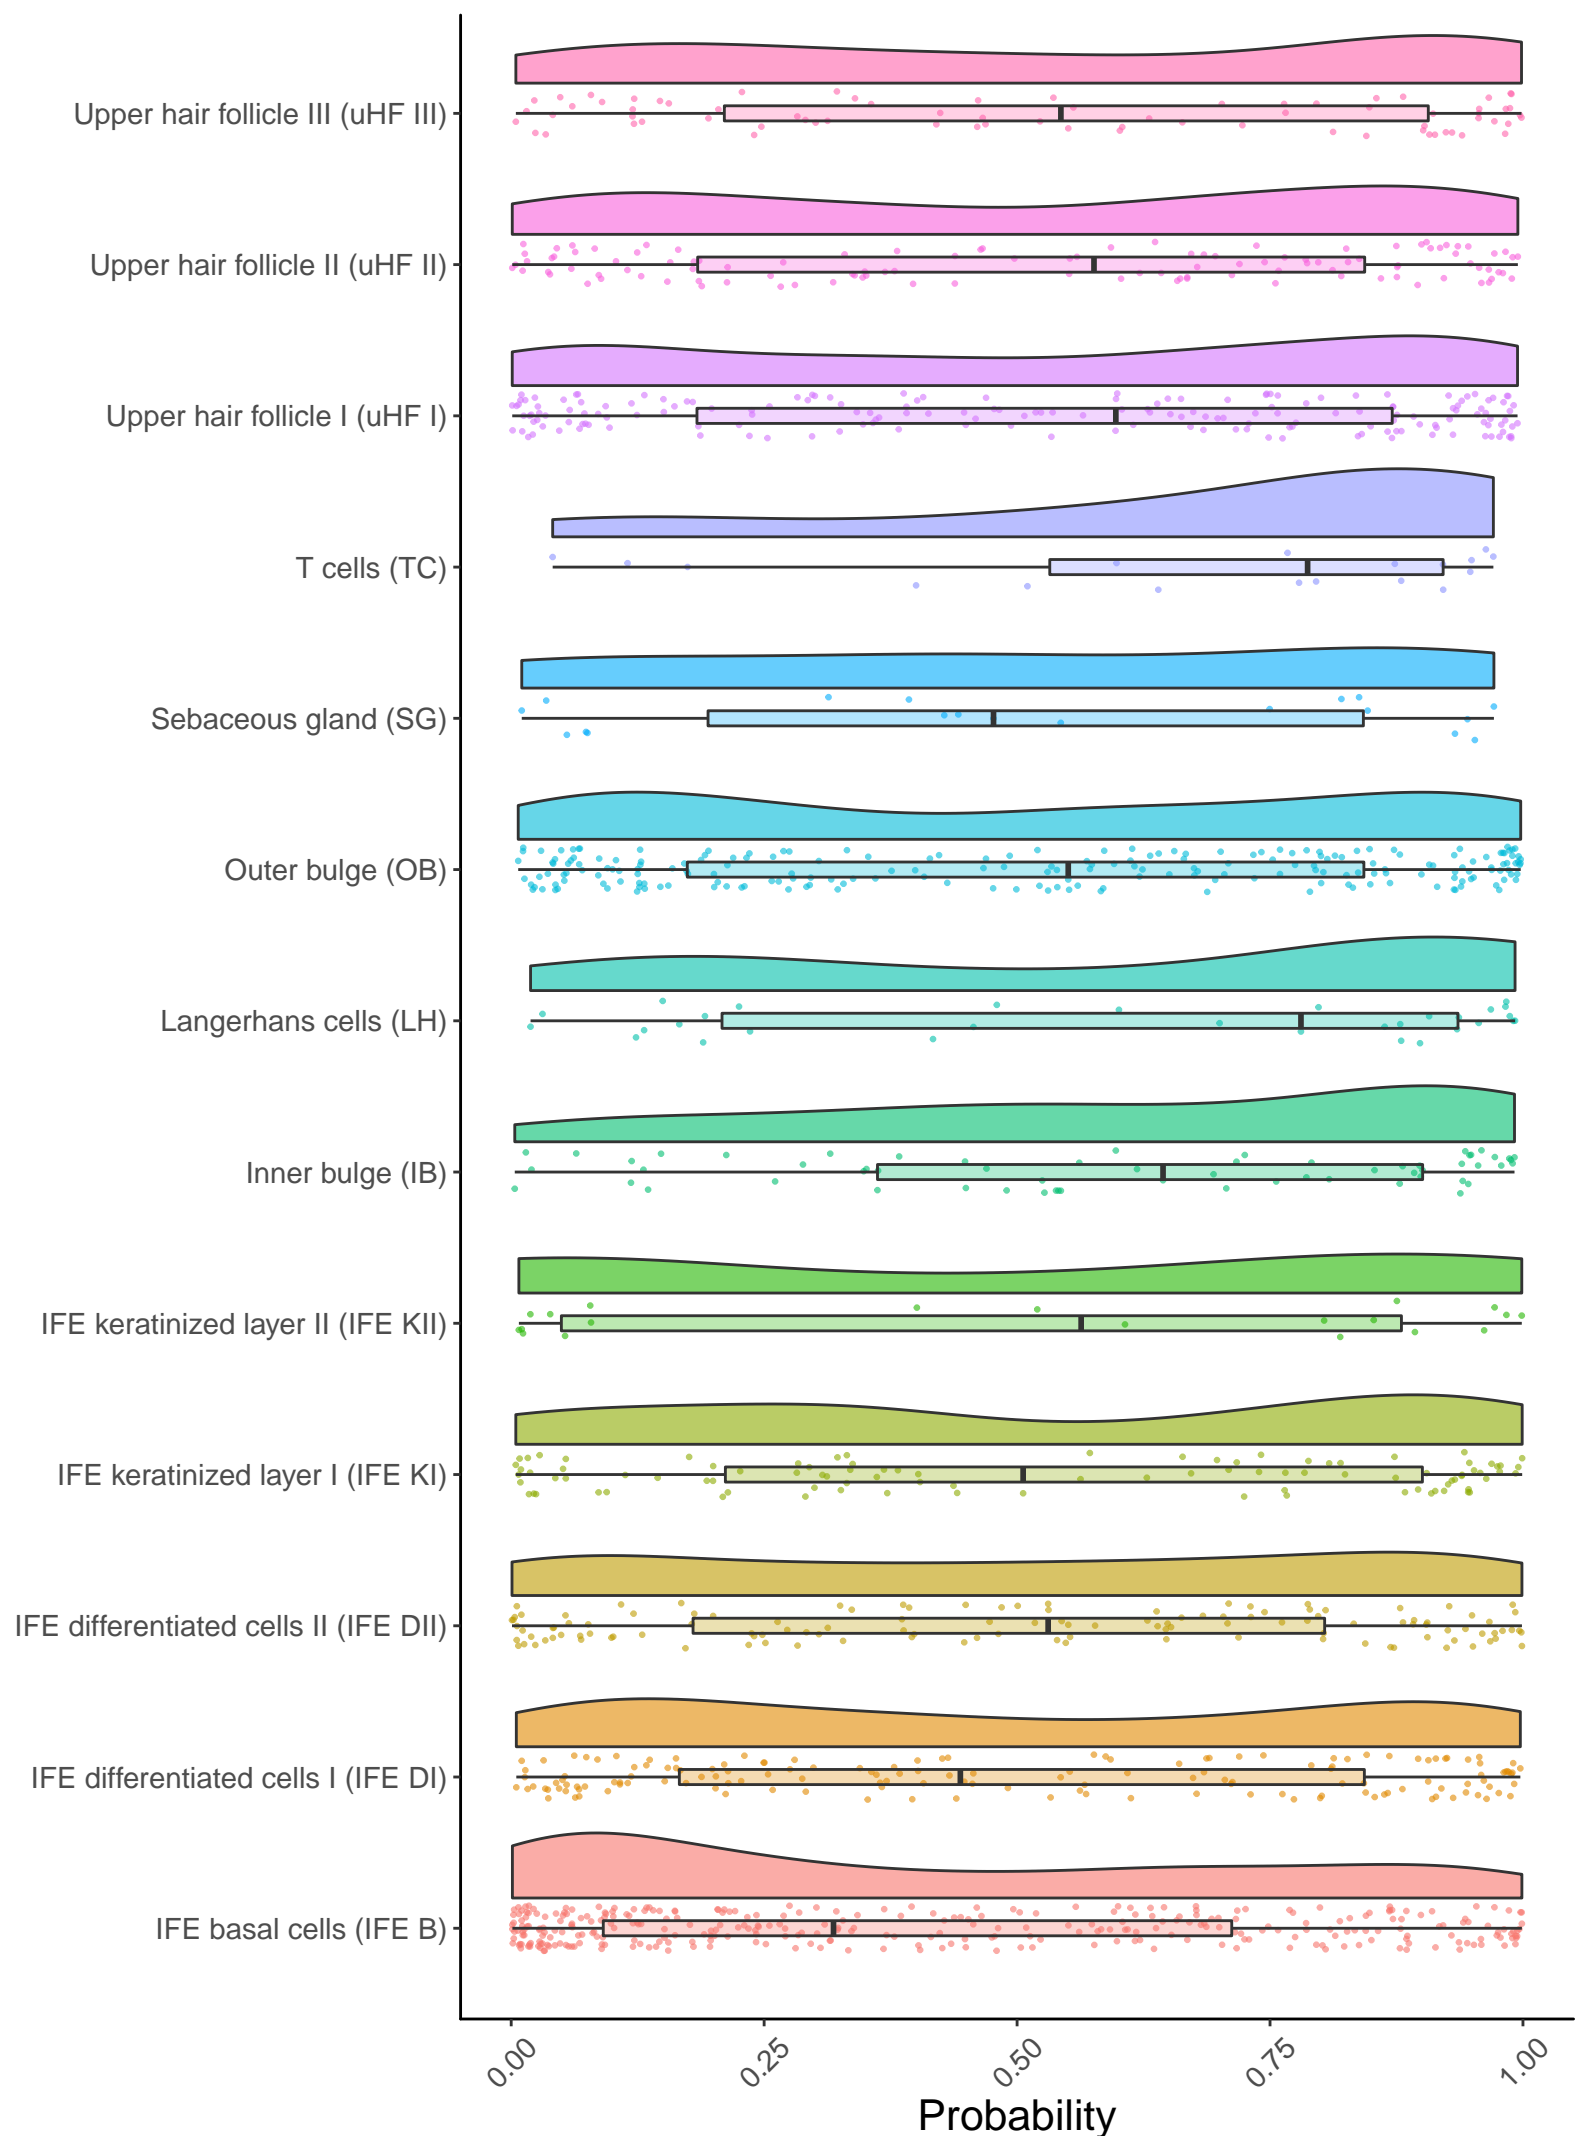 Upper hair follicle III (uHF III)
Upper hair follicle II (uHF II)
Upper hair follicle I (uHF I)
T cells (TC)
Sebaceous gland (SG)
Outer bulge (OB)
Langerhans cells (LH)
Inner bulge (IB)
IFE keratinized layer II (IFE KII)
IFE keratinized layer I (IFE KI)
IFE differentiated cells II (IFE DII)
IFE differentiated cells I (IFE DI)
IFE basal cells (IFE B)
0.00 0.25 0.50 0.75 1.00
Probability